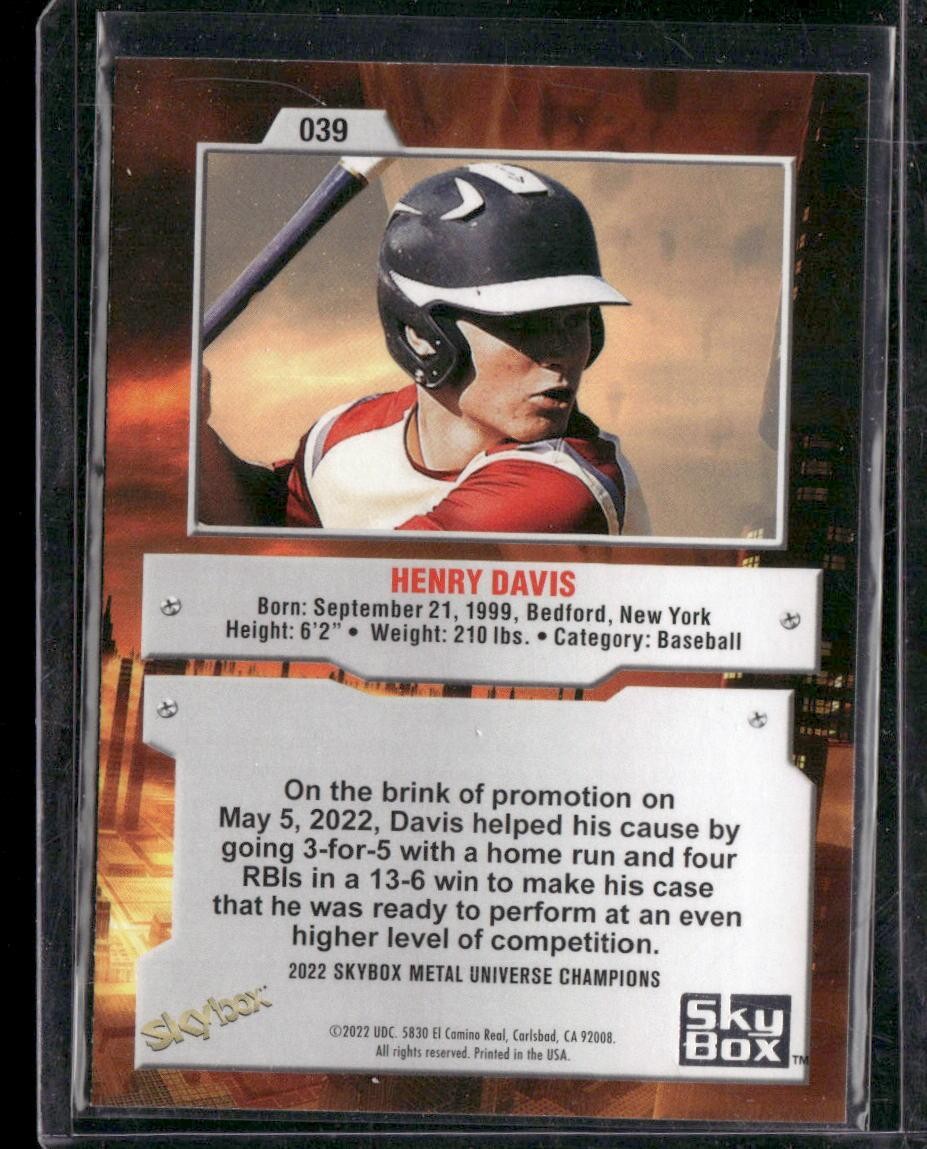 039
HENRY DAVIS
Born: September 21, 1999, Bedford, New York
Height: 6'2” • Weight: 210 lbs. • Category: Baseball
On the brink of promotion on
May 5, 2022, Davis helped his cause by
going 3-for-5 with a home run and four
RBIs in a 13-6 win to make his case
that he was ready to perform at an even
higher level of competition.
2022 SKYBOX METAL UNIVERSE CHAMPIONS
Skybox™
©2022 UDC. 5830 El Camino Real, Carlsbad, CA 92008.
All rights reserved. Printed in the USA.
Sky
Box TM